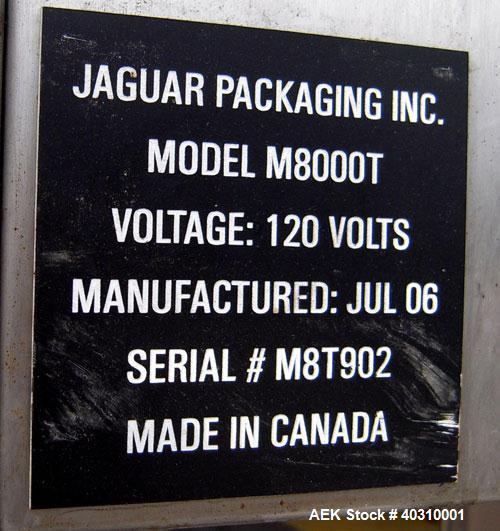 JAGUAR PACKAGING INC.
MODEL M8000T
VOLTAGE: 120 VOLTS
MANUFACTURED: JUL 06
SERIAL # M8T902
MADE IN CANADA
AEK Stock # 40310001